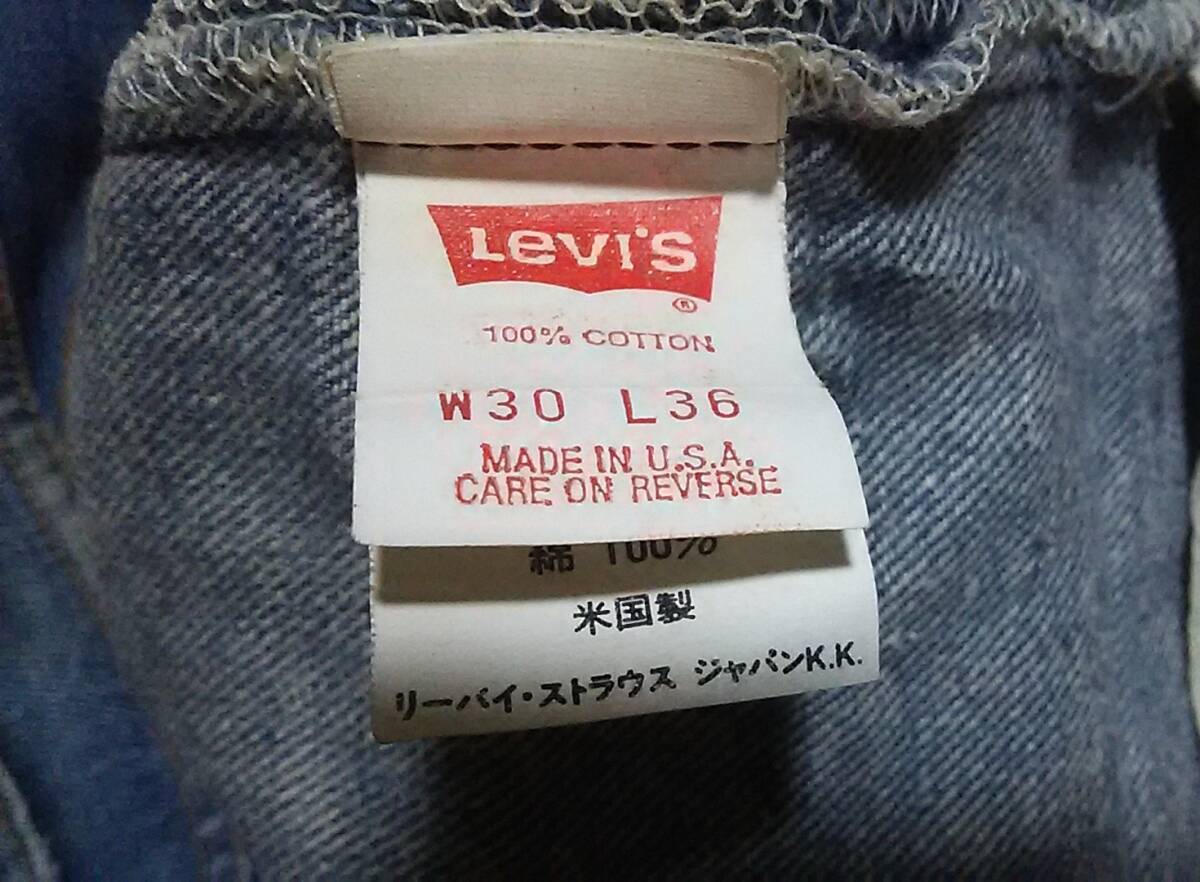 Levi's
®
100% COTTON
W30 L36
MADE IN U.S.A.
CARE ON REVERSE
綿 100%
米国製
リーバイ・ストラウス ジャパンK.K.